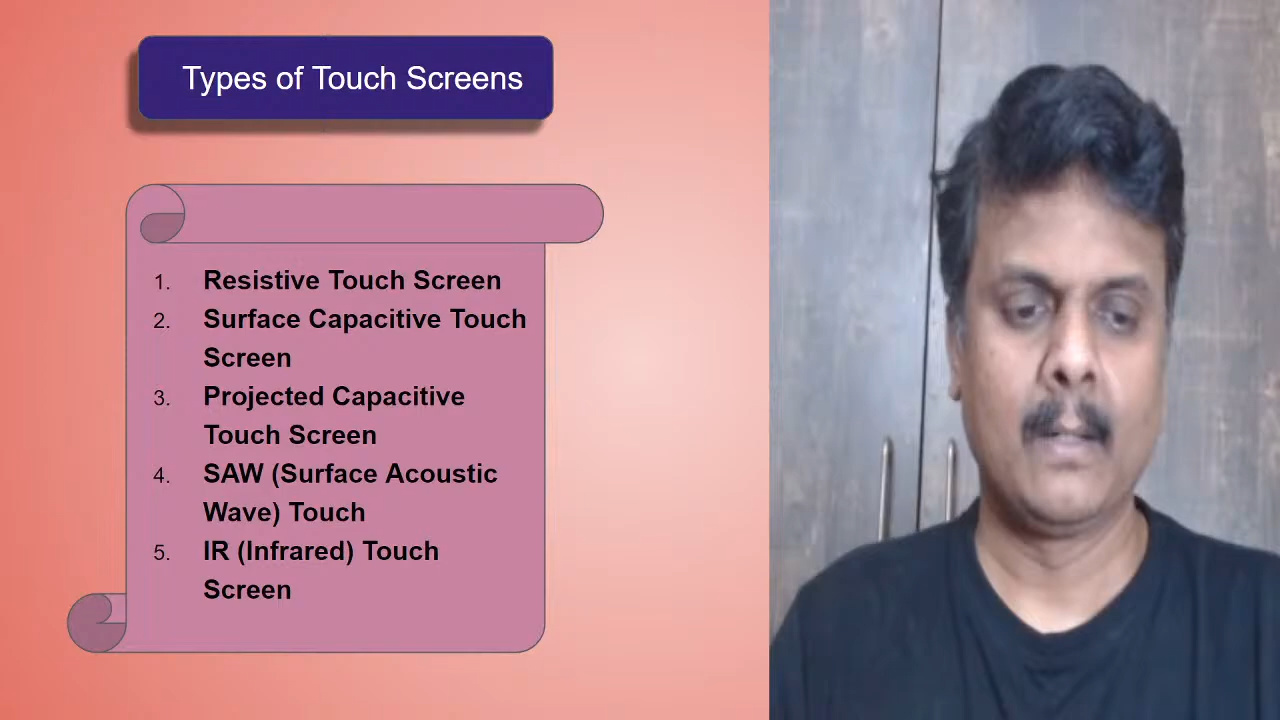 Types of Touch Screens
1. Resistive Touch Screen
2. Surface Capacitive Touch
Screen
3. Projected Capacitive
Touch Screen
4. SAW (Surface Acoustic
Wave) Touch
5. IR (Infrared) Touch
Screen